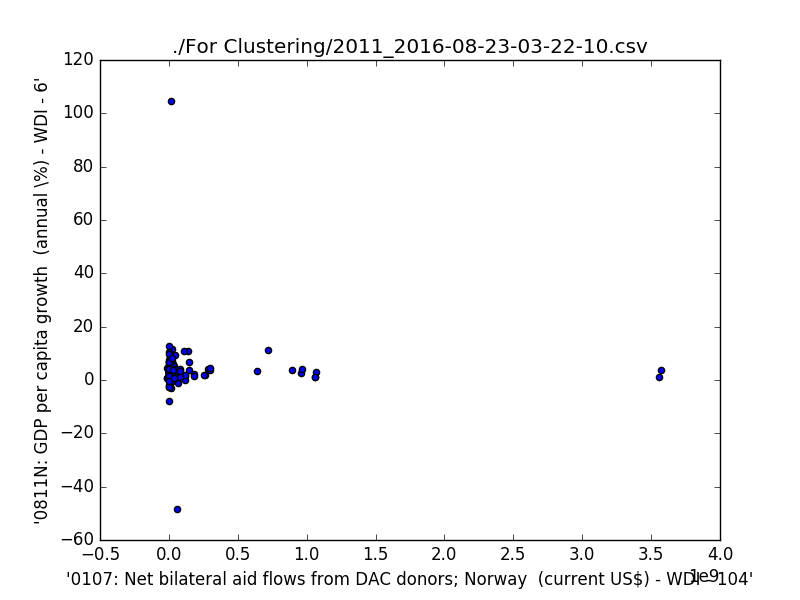 ./For Clustering/2011_2016-08-23-03-22-10.csv
'0811N: GDP per capita growth  (annual \%) - WDI - 6'
120
100
80
60
40
20
0
−20
−40
−60
−0.5 0.0 0.5 1.0 1.5 2.0 2.5 3.0 3.5 4.0
1e9
'0107: Net bilateral aid flows from DAC donors; Norway  (current US$) - WDI - 104'